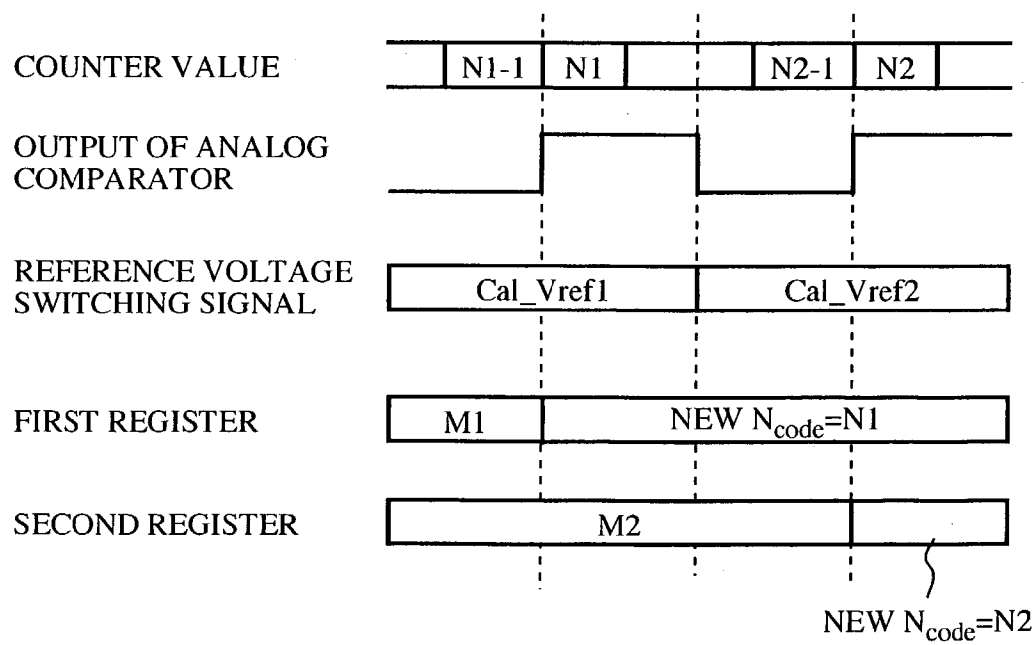 COUNTER VALUE
N1-1 N1 N2-1 N2
OUTPUT OF ANALOG
COMPARATOR
REFERENCE VOLTAGE
SWITCHING SIGNAL
Cal_Vref1 Cal_Vref2
FIRST REGISTER
M1 NEW Ncode=N1
SECOND REGISTER
M2
NEW Ncode=N2